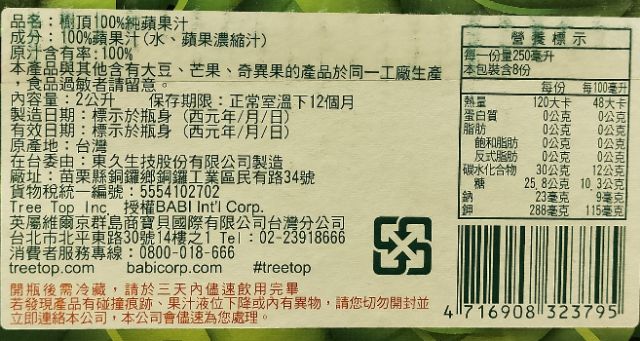 品名：樹頂100%純蘋果汁
成分：100%蘋果汁(水、蘋果濃縮汁)
原汁含有率:100%
本產品與其他含有大豆、芒果、奇異果的產品於同一工廠生產
，食品過敏者請留意。
內容量：2公升　保存期限：正常室溫下12個月
製造日期：標示於瓶身 (西元年/月/日)
有效日期：標示於瓶身 (西元年/月/日)
原產地：台灣
在台委由：東久生技股份有限公司製造
廠址：苗栗縣銅鑼鄉銅鑼工業區民有路34號
貨物稅統一編號：5554102702
Tree Top Inc. 授權BABI Int'l Corp.
英屬維爾京群島商寶貝國際有限公司台灣分公司
台北市北平東路30號14樓之1 Tel：02-23918666
消費者服務專線：0800-018-666
treetop.com babicorp.com #treetop
開瓶後需冷藏，請於三天內儘速飲用完畢
若發現產品有碰撞痕跡、果汁液位下降或內有異物，請您切勿開封並
立即連絡本公司，本公司會儘速為您處理。
營養標示
每一份量250毫升
本包裝含8份
每份 每100毫升
熱量 120大卡 48大卡
蛋白質 0公克 0公克
脂肪 0公克 0公克
飽和脂肪 0公克 0公克
反式脂肪 0公克 0公克
碳水化合物 30公克 12公克
糖 25.8公克 10.3公克
鈉 23毫克 9毫克
鉀 288毫克 115毫克
4 716908 323795